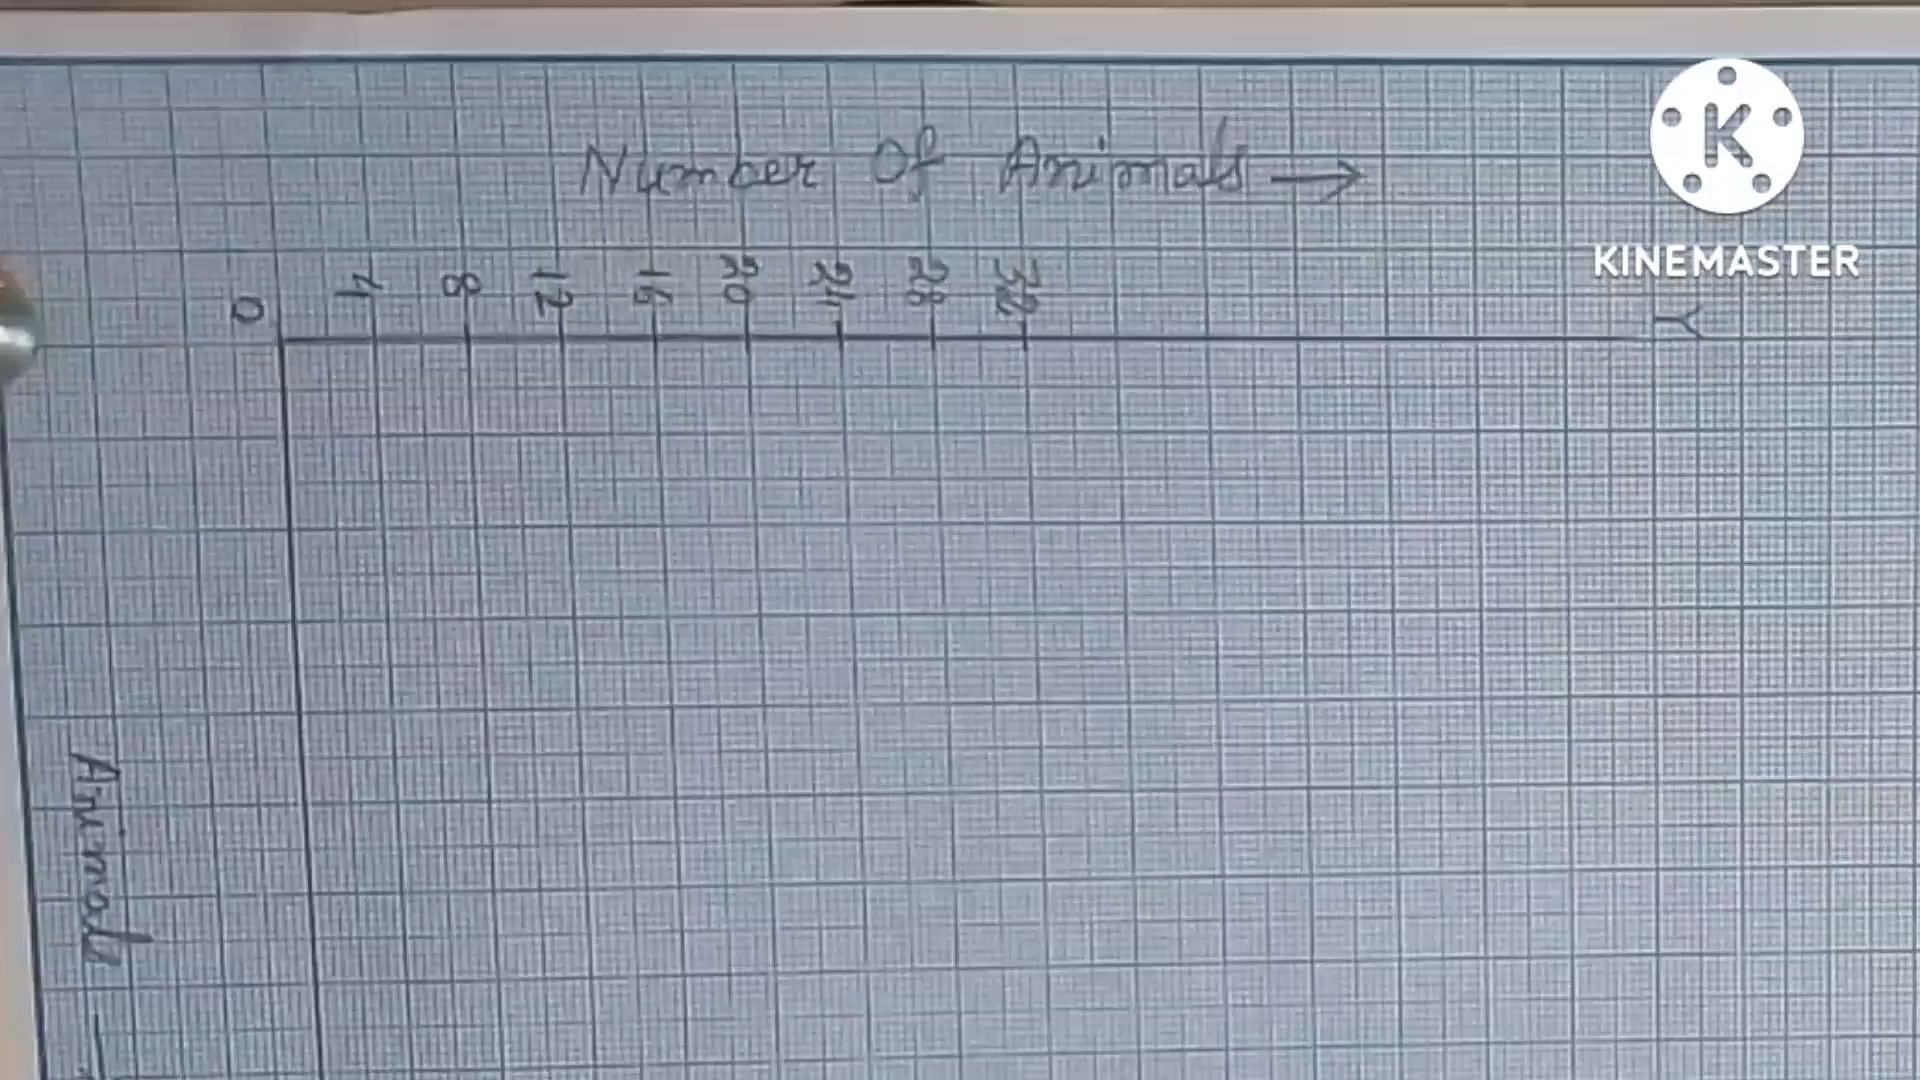 Number Of Animals →
0 4 8 12 16 20 24 28 32
Y
Animals
K
KINEMASTER